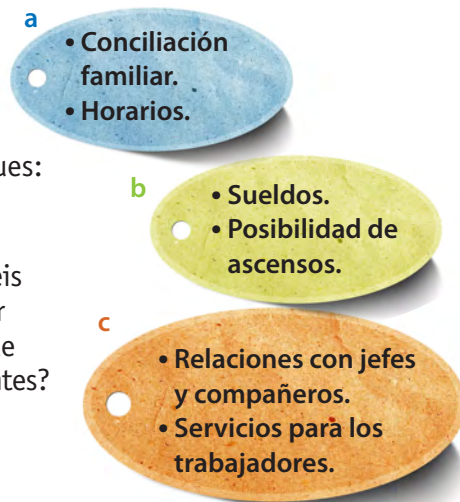 a
• Conciliación
familiar.
• Horarios.
ues:
b
• Sueldos.
• Posibilidad de
ascensos.
eis
r
e
ntes?
c
• Relaciones con jefes
y compañeros.
• Servicios para los
trabajadores.